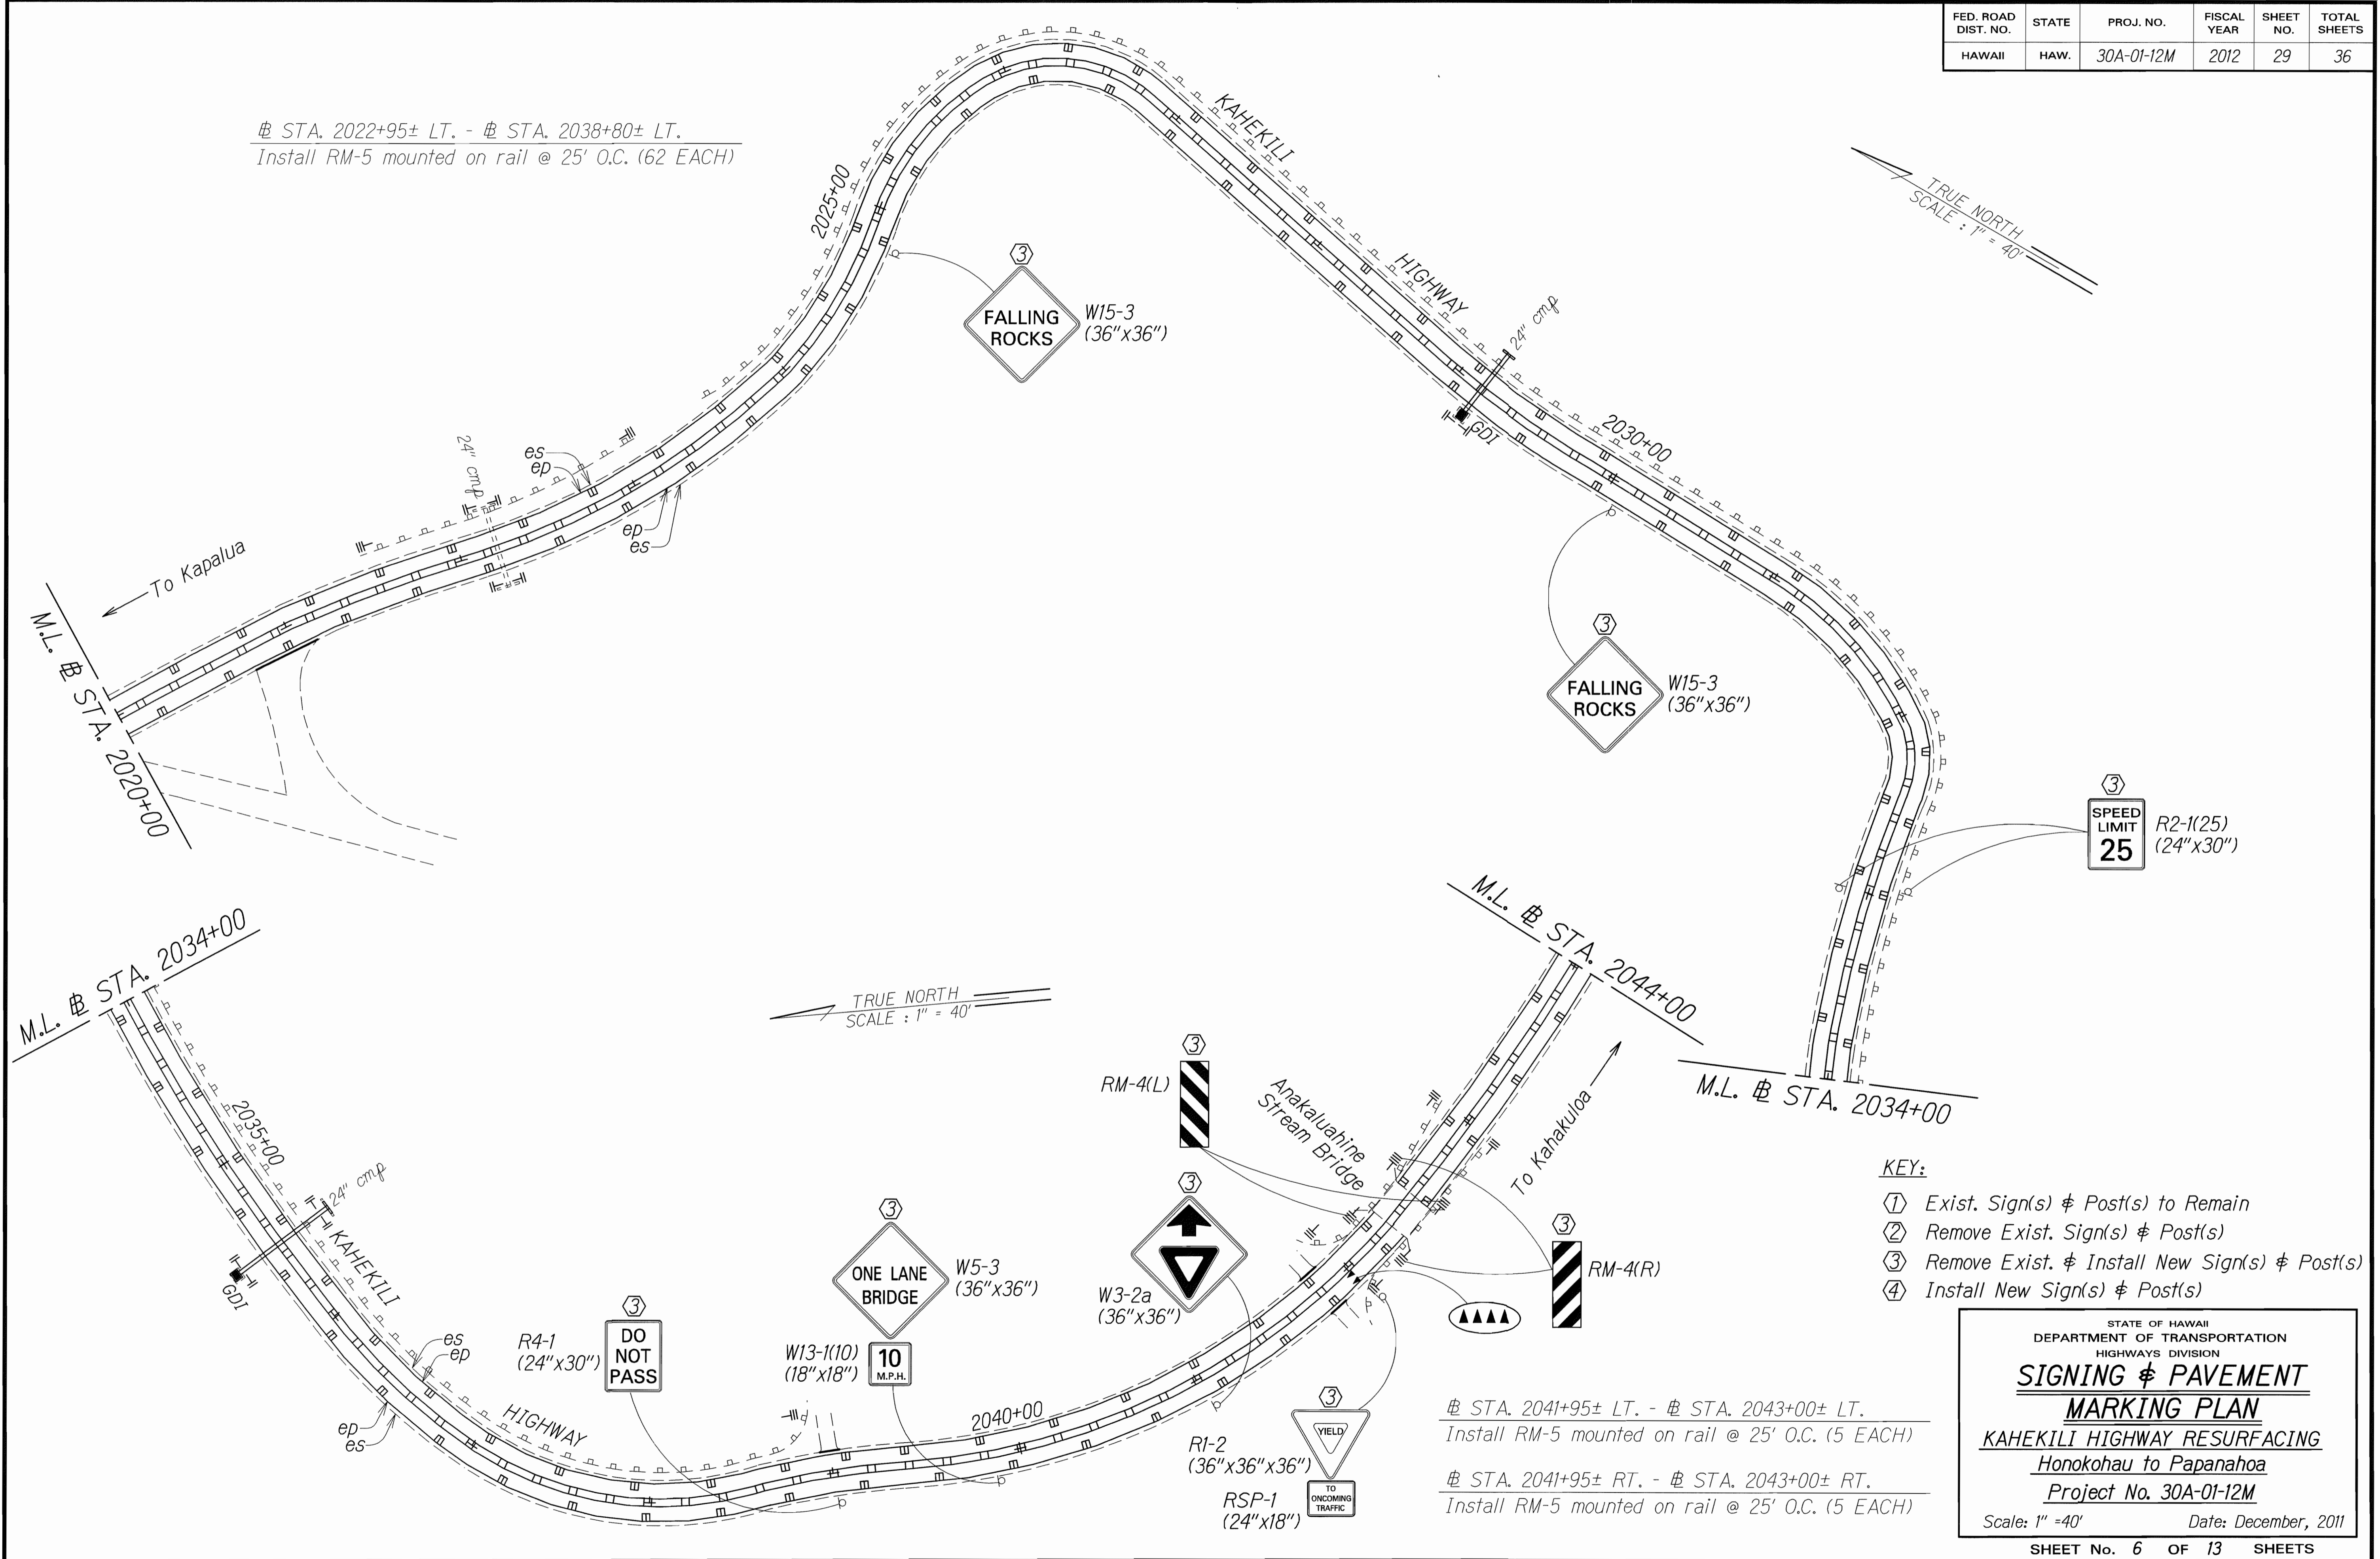 FED. ROAD DIST. NO. STATE PROJ. NO. FISCAL YEAR SHEET NO. TOTAL SHEETS
HAWAII HAW. 30A-01-12M 2012 29 36
℄ STA. 2022+95± LT. - ℄ STA. 2038+80± LT.
Install RM-5 mounted on rail @ 25' O.C. (62 EACH)
KAHEKILI
HIGHWAY
TRUE NORTH
SCALE : 1" = 40'
2025+00
3
FALLING
ROCKS
W15-3
(36"x36")
24" cmp
GDI
2030+00
24" cmp
es
ep
ep
es
To Kapalua
M.L. ℄ STA. 2020+00
3
FALLING
ROCKS
W15-3
(36"x36")
3
SPEED
LIMIT
25
R2-1(25)
(24"x30")
M.L. ℄ STA. 2034+00
M.L. ℄ STA. 2034+00
TRUE NORTH
SCALE : 1" = 40'
M.L. ℄ STA. 2044+00
2035+00
24" cmp
GDI
KAHEKILI
HIGHWAY
es
ep
ep
es
3
R4-1
(24"x30")
DO
NOT
PASS
3
ONE LANE
BRIDGE
W5-3
(36"x36")
W13-1(10)
(18"x18")
10
M.P.H.
2040+00
3
RM-4(L)
3
W3-2a
(36"x36")
Anakaluahine
Stream Bridge
To Kahakuloa
3
RM-4(R)
3
YIELD
R1-2
(36"x36"x36")
RSP-1
(24"x18")
TO
ONCOMING
TRAFFIC
℄ STA. 2041+95± LT. - ℄ STA. 2043+00± LT.
Install RM-5 mounted on rail @ 25' O.C. (5 EACH)
℄ STA. 2041+95± RT. - ℄ STA. 2043+00± RT.
Install RM-5 mounted on rail @ 25' O.C. (5 EACH)
KEY:
1 Exist. Sign(s) & Post(s) to Remain
2 Remove Exist. Sign(s) & Post(s)
3 Remove Exist. & Install New Sign(s) & Post(s)
4 Install New Sign(s) & Post(s)
STATE OF HAWAII
DEPARTMENT OF TRANSPORTATION
HIGHWAYS DIVISION
SIGNING & PAVEMENT
MARKING PLAN
KAHEKILI HIGHWAY RESURFACING
Honokohau to Papanahoa
Project No. 30A-01-12M
Scale: 1" =40' Date: December, 2011
SHEET No. 6 OF 13 SHEETS